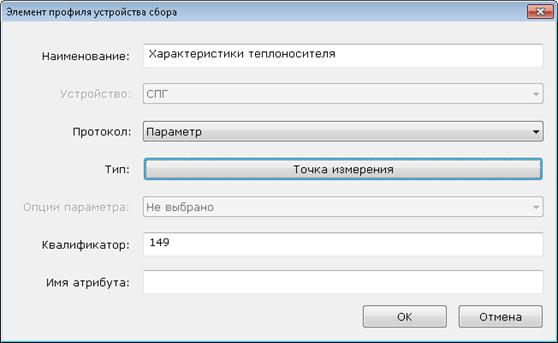 Элемент профиля устройства сбора
Наименование: Характеристики теплоносителя
Устройство: СПГ
Протокол: Параметр
Тип: Точка измерения
Опции параметра: Не выбрано
Квалификатор: 149
Имя атрибута:
ОК Отмена